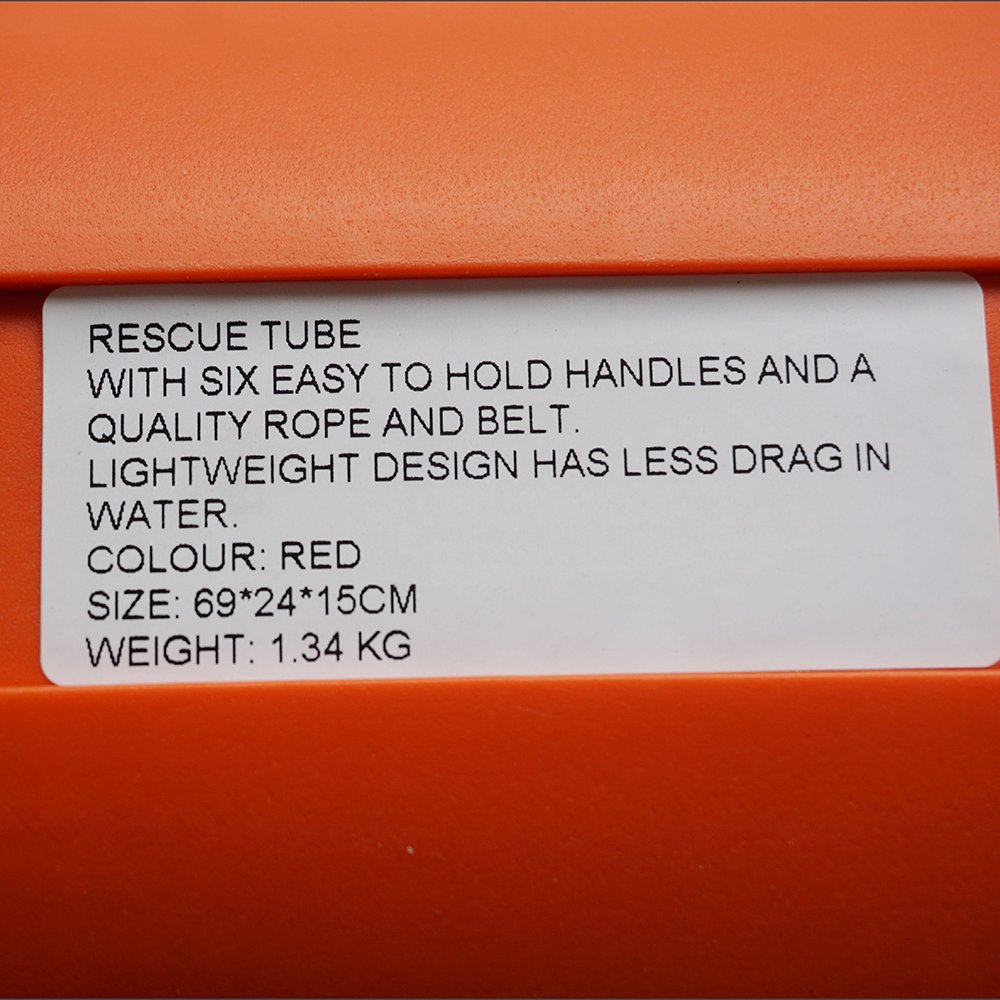 RESCUE TUBE
WITH SIX EASY TO HOLD HANDLES AND A
QUALITY ROPE AND BELT.
LIGHTWEIGHT DESIGN HAS LESS DRAG IN
WATER.
COLOUR: RED
SIZE: 69*24*15CM
WEIGHT: 1.34 KG